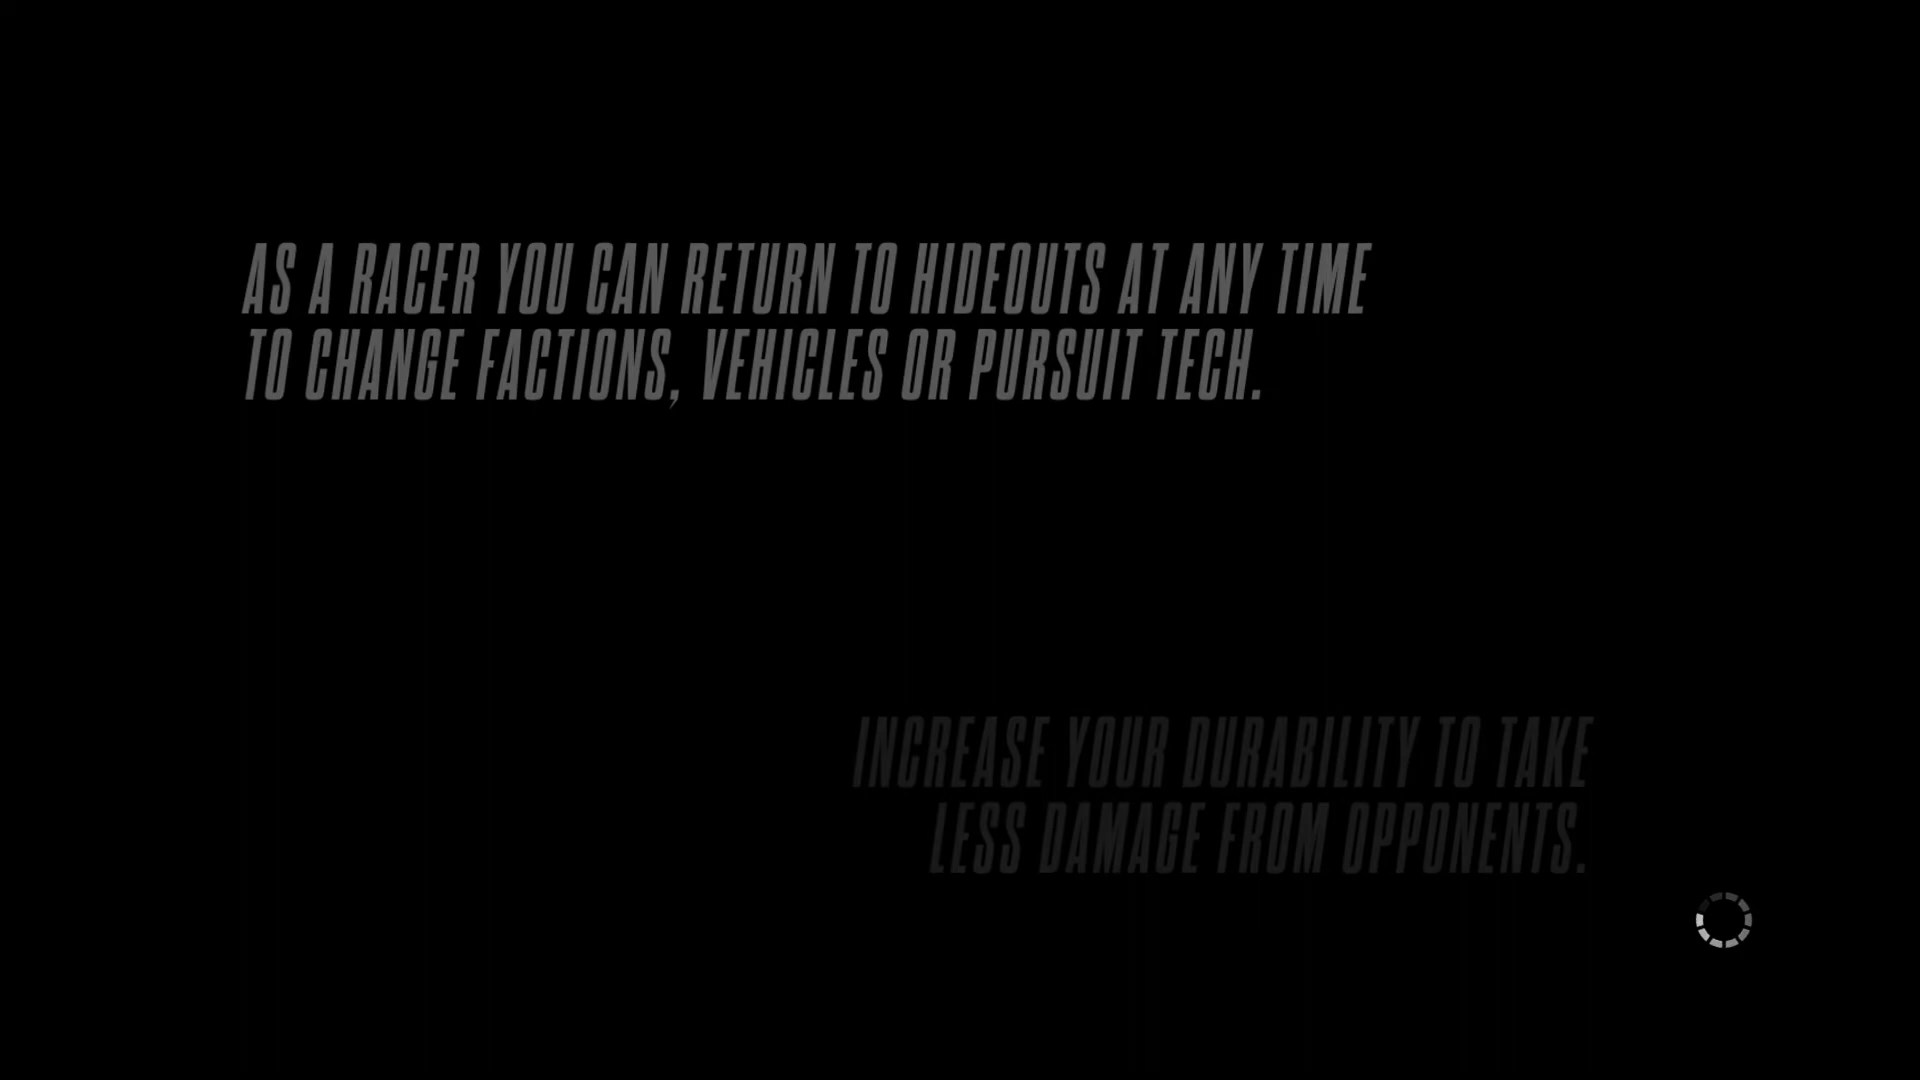 AS A RACER YOU CAN RETURN TO HIDEOUTS AT ANY TIME
TO CHANGE FACTIONS, VEHICLES OR PURSUIT TECH.
INCREASE YOUR DURABILITY TO TAKE
LESS DAMAGE FROM OPPONENTS.